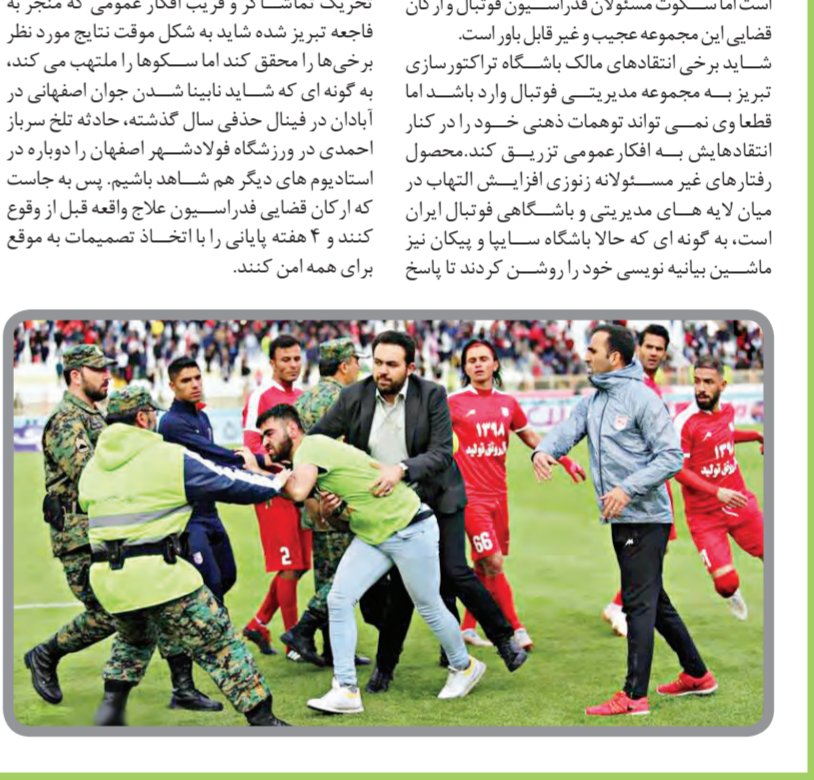 است اما سکوت مسئولان فدراسیون فوتبال و ارکان
قضایی این مجموعه عجیب و غیر قابل باور است.
شاید برخی انتقادهای مالک باشگاه تراکتورسازی
تبریز به مجموعه مدیریتی فوتبال وارد باشد اما
قطعا وی نمی تواند توهمات ذهنی خود را در کنار
انتقادهایش به افکارعمومی تزریق کند.محصول
رفتارهای غیر مسئولانه زنوزی افزایش التهاب در
میان لایه های مدیریتی و باشگاهی فوتبال ایران
است، به گونه ای که حالا باشگاه سایپا و پیکان نیز
ماشین بیانیه نویسی خود را روشن کردند تا پاسخ
تحریک تماشاگر و فریب افکار عمومی که منجر به
فاجعه تبریز شده شاید به شکل موقت نتایج مورد نظر
برخی‌ها را محقق کند اما سکوها را ملتهب می کند،
به گونه ای که شاید نابینا شدن جوان اصفهانی در
آبادان در فینال حذفی سال گذشته، حادثه تلخ سرباز
احمدی در ورزشگاه فولادشهر اصفهان را دوباره در
استادیوم های دیگر هم شاهد باشیم. پس به جاست
که ارکان قضایی فدراسیون علاج واقعه قبل از وقوع
کنند و ۴ هفته پایانی را با اتخاذ تصمیمات به موقع
برای همه امن کنند.
۱۳۹۸
رونق تولید
66
2
رونق تولید